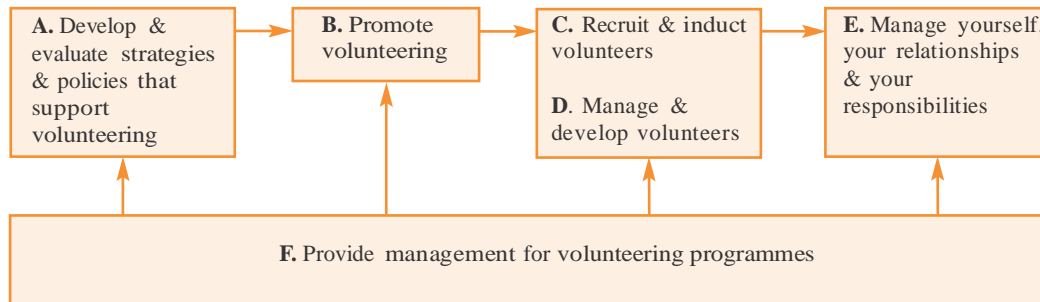 A. Develop &
evaluate strategies
& policies that
support
volunteering
B. Promote
volunteering
C. Recruit & induct
volunteers
D. Manage &
develop volunteers
E. Manage yourself,
your relationships
& your
responsibilities
F. Provide management for volunteering programmes